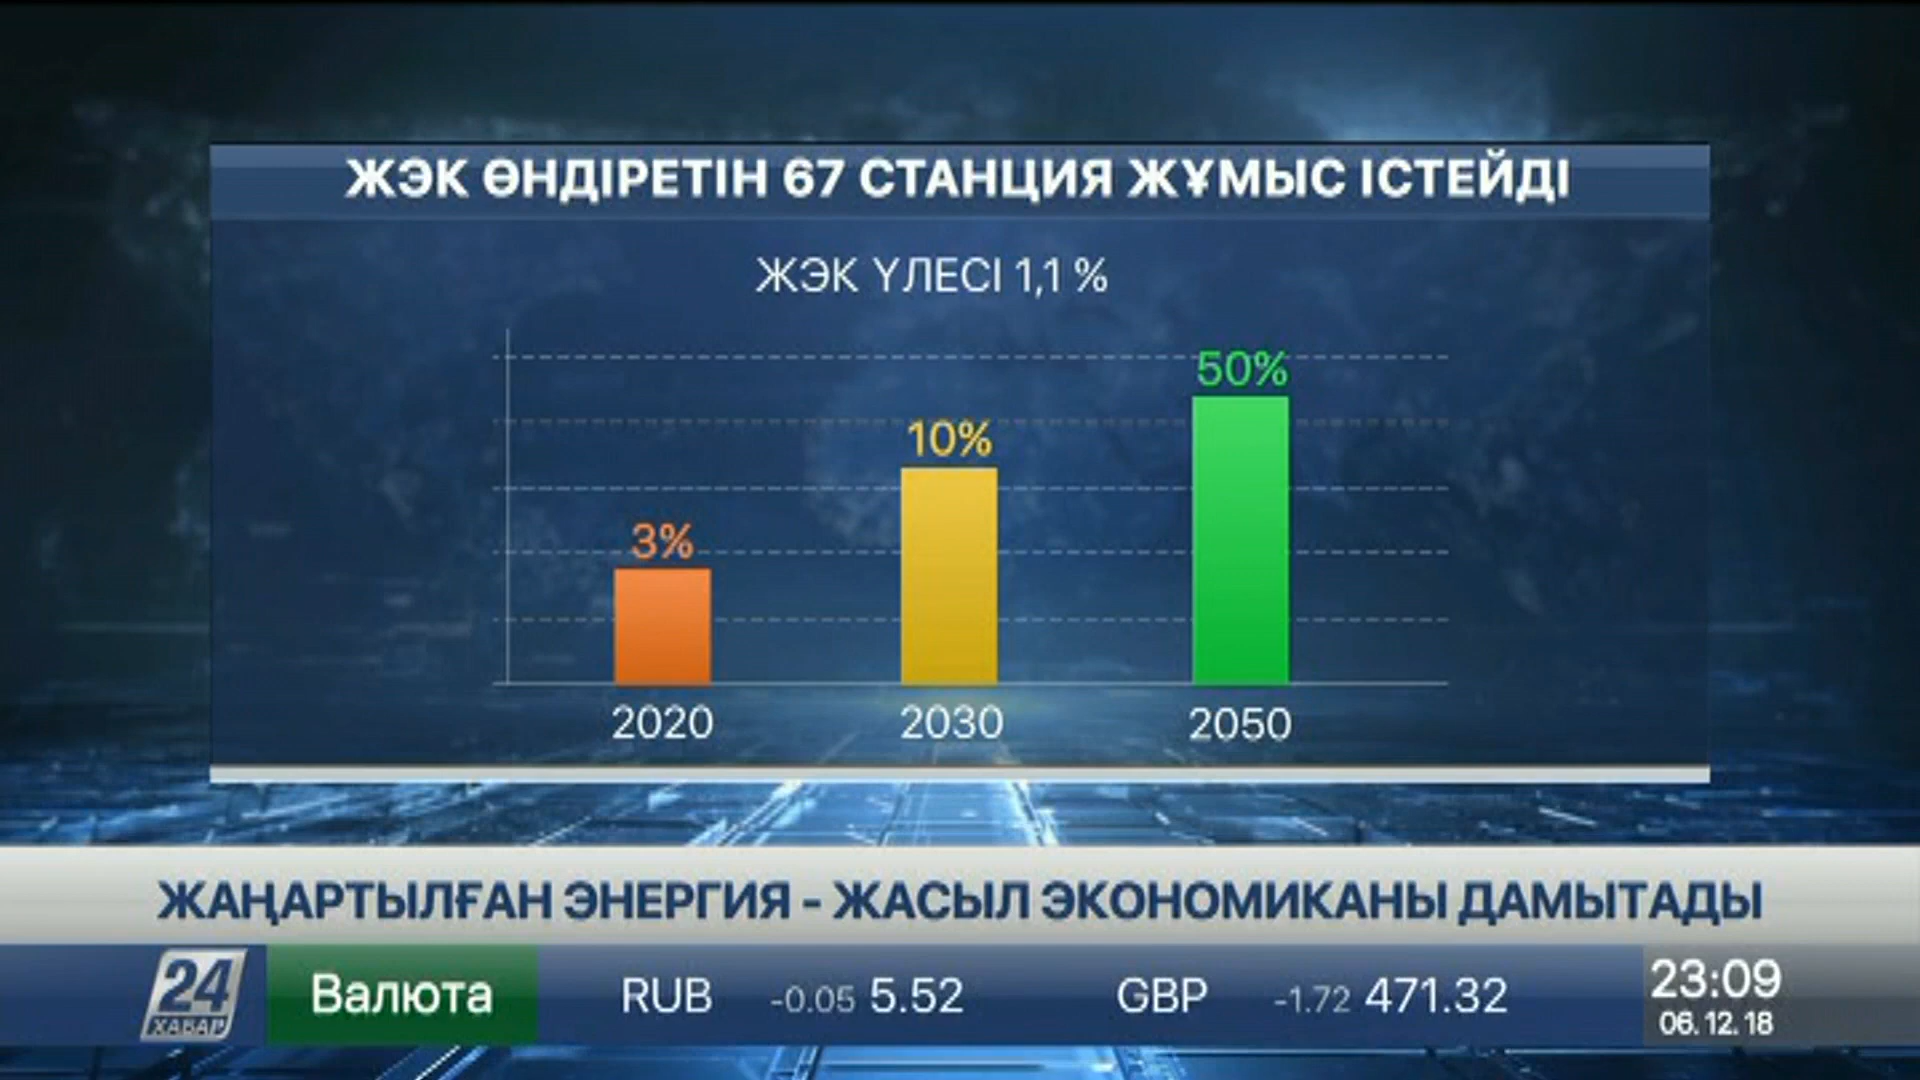 ЖЭК ӨНДІРЕТІН 67 СТАНЦИЯ ЖҰМЫС ІСТЕЙДІ
ЖЭК ҮЛЕСІ 1,1 %
3%
10%
50%
2020
2030
2050
ЖАҢАРТЫЛҒАН ЭНЕРГИЯ - ЖАСЫЛ ЭКОНОМИКАНЫ ДАМЫТАДЫ
24
ХАБАР
Валюта
RUB -0.05 5.52
GBP -1.72 471.32
23:09
06.12.18